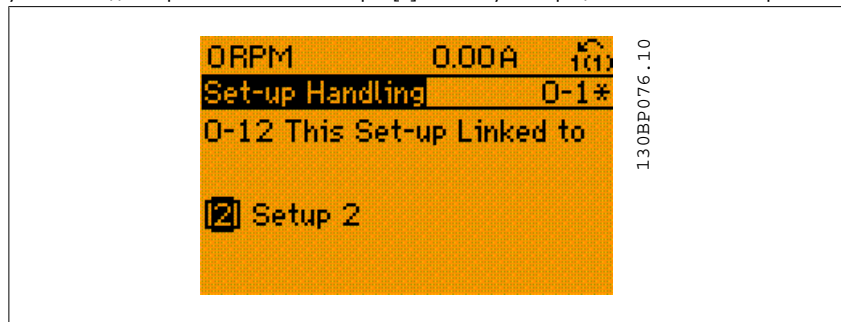 0RPM 0.00A 1(1)
Set-up Handling 0-1*
0-12 This Set-up Linked to
[2] Setup 2
130BP076.10